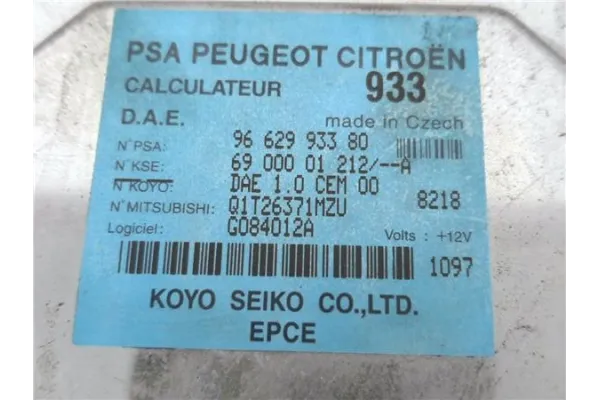 PSA PEUGEOT CITROËN
CALCULATEUR 933
D.A.E. made in Czech
N° PSA: 96 629 933 80
N° KSE: 69 000 01 212/--A
N° KOYO: DAE 1.0 CEM 00
N° MITSUBISHI: Q1T26371MZU 8218
Logiciel: G084012A Volts : +12V
1097
KOYO SEIKO CO.,LTD.
EPCE